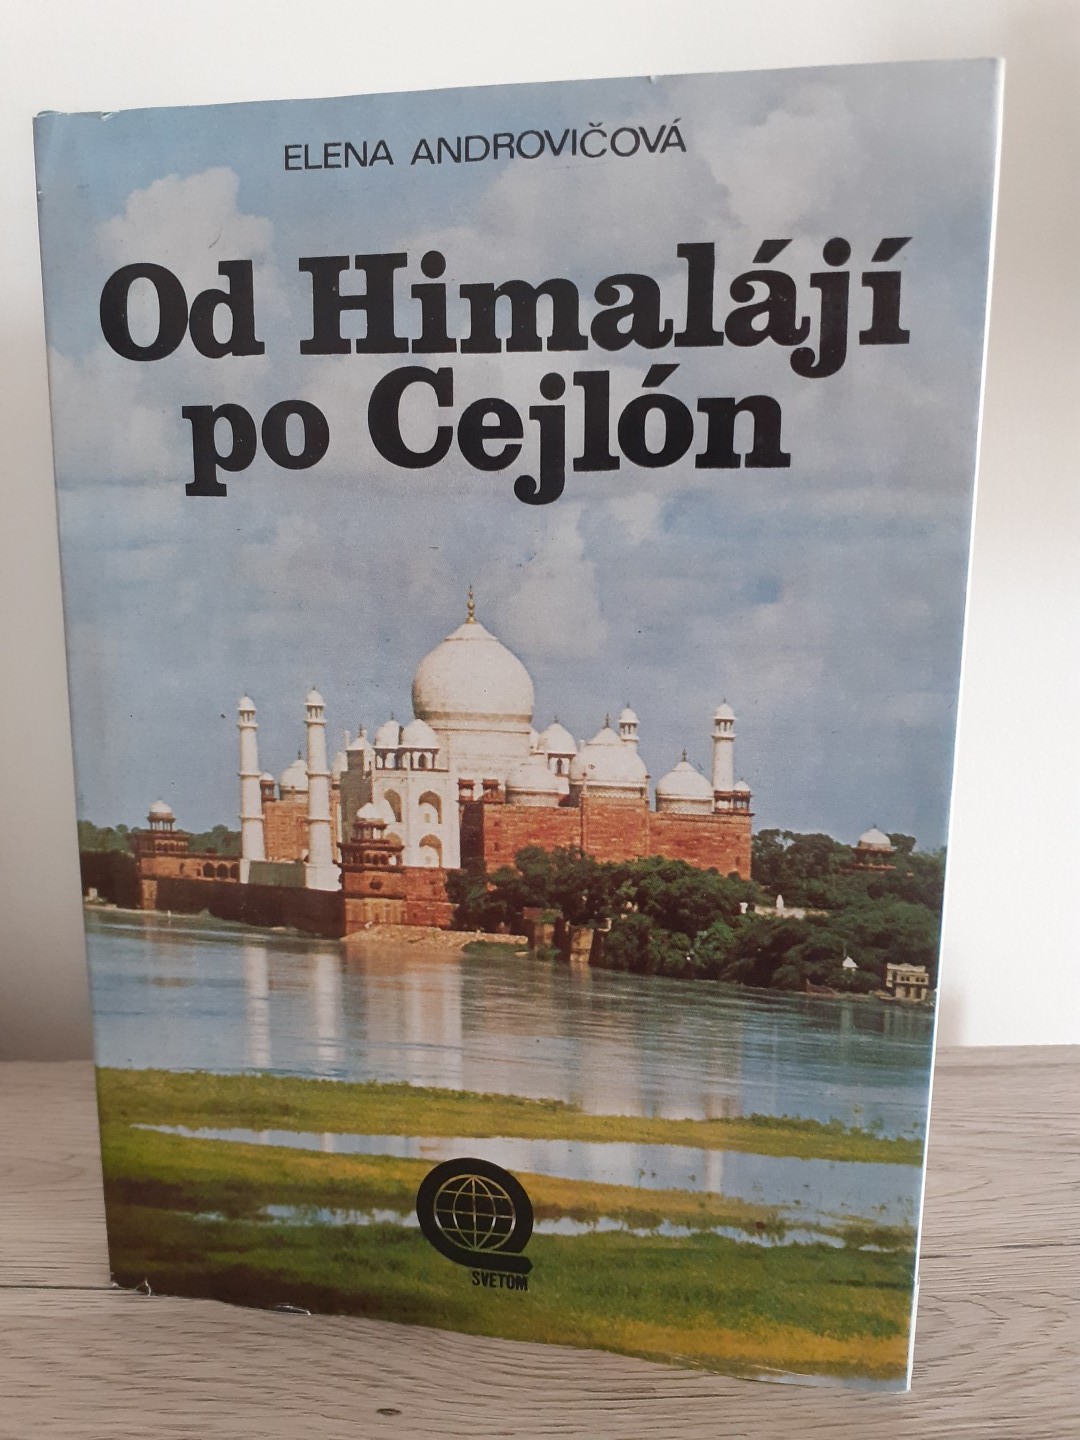 ELENA ANDROVIČOVÁ
Od Himalájí
po Cejlón
SVETOM